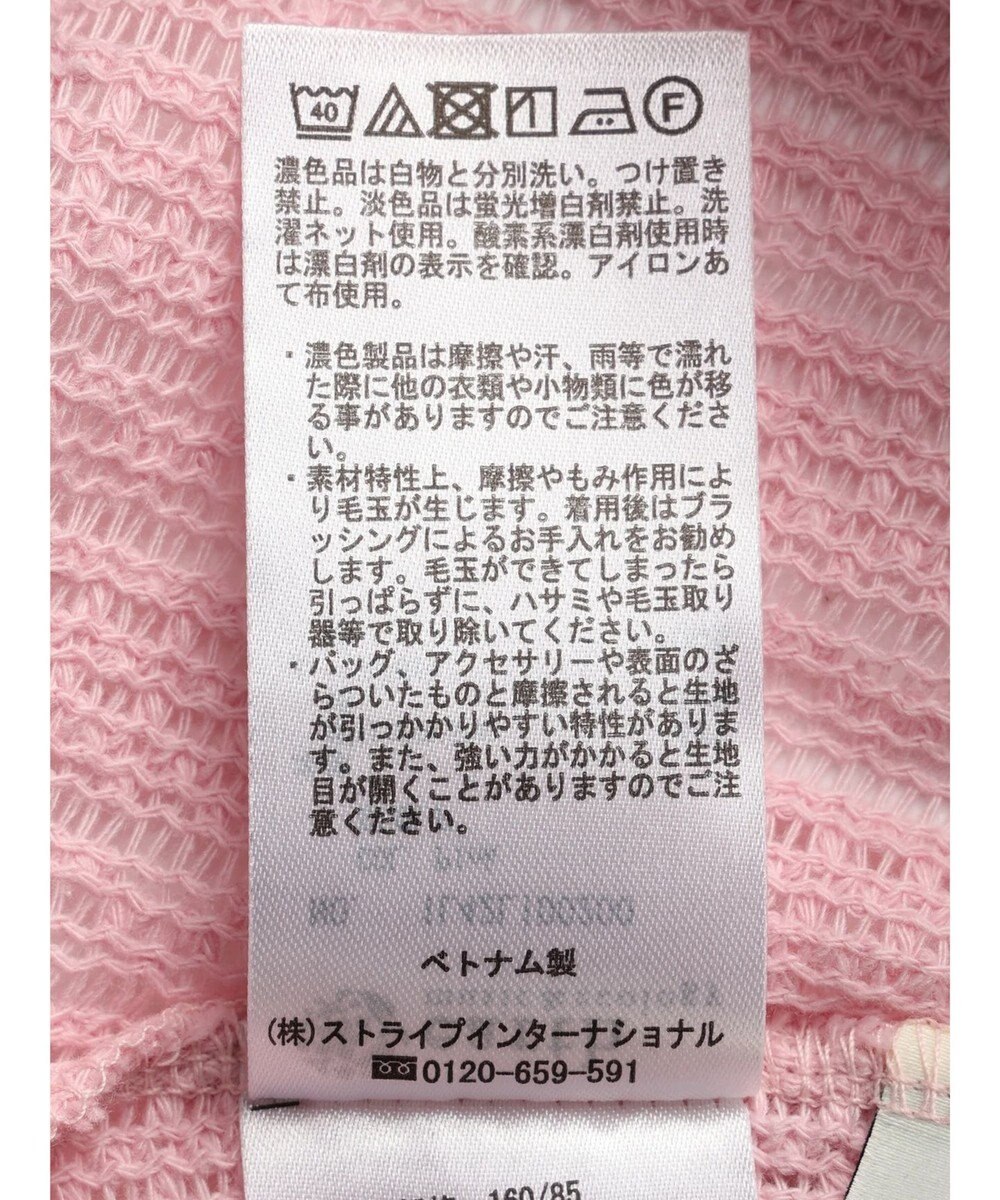 40
F
濃色品は白物と分別洗い。つけ置き
禁止。淡色品は蛍光増白剤禁止。洗
濯ネット使用。酸素系漂白剤使用時
は漂白剤の表示を確認。アイロンあ
て布使用。
・濃色製品は摩擦や汗、雨等で濡れ
た際に他の衣類や小物類に色が移
る事がありますのでご注意くださ
い。
・素材特性上、摩擦やもみ作用によ
り毛玉が生じます。着用後はブラ
ッシングによるお手入れをお勧め
します。毛玉ができてしまったら
引っぱらずに、ハサミや毛玉取り
器等で取り除いてください。
・バッグ、アクセサリーや表面のざ
らついたものと摩擦されると生地
が引っかかりやすい特性がありま
す。また、強い力がかかると生地
目が開くことがありますのでご注
意ください。
ベトナム製
(株)ストライプインターナショナル
0120-659-591
160/85